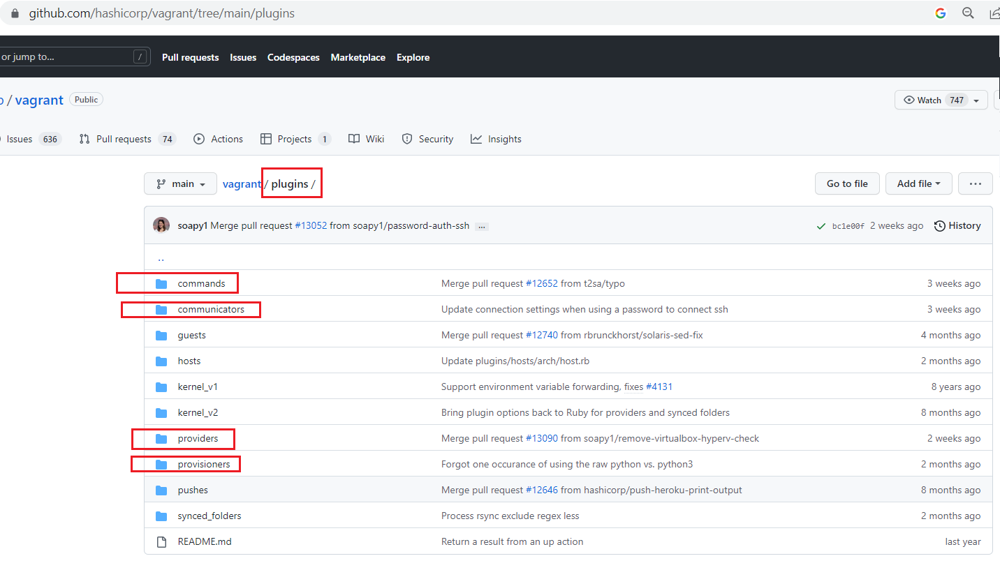 github.com/hashicorp/vagrant/tree/main/plugins
or jump to... / Pull requests Issues Codespaces Marketplace Explore
/ vagrant Public Watch 747
Issues 636 Pull requests 74 Actions Projects 1 Wiki Security Insights
main vagrant / plugins / Go to file Add file ...
soapy1 Merge pull request #13052 from soapy1/password-auth-ssh ... bc1e00f 2 weeks ago History
..
commands Merge pull request #12652 from t2sa/typo 3 weeks ago
communicators Update connection settings when using a password to connect ssh 3 weeks ago
guests Merge pull request #12740 from rbrunckhorst/solaris-sed-fix 4 months ago
hosts Update plugins/hosts/arch/host.rb 2 months ago
kernel_v1 Support environment variable forwarding, fixes #4131 8 years ago
kernel_v2 Bring plugin options back to Ruby for providers and synced folders 8 months ago
providers Merge pull request #13090 from soapy1/remove-virtualbox-hyperv-check 2 weeks ago
provisioners Forgot one occurance of using the raw python vs. python3 2 months ago
pushes Merge pull request #12646 from hashicorp/push-heroku-print-output 8 months ago
synced_folders Process rsync exclude regex less 2 months ago
README.md Return a result from an up action last year